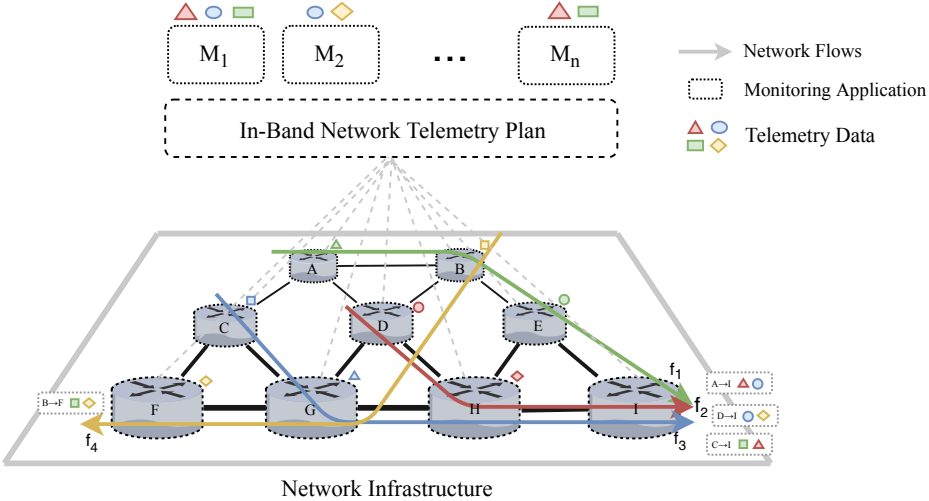 M1
M2
...
Mn
Network Flows
Monitoring Application
In-Band Network Telemetry Plan
Telemetry Data
A
B
C
D
E
f1
A→I
B→F
F
G
H
I
f2
D→I
f4
f3
C→I
Network Infrastructure